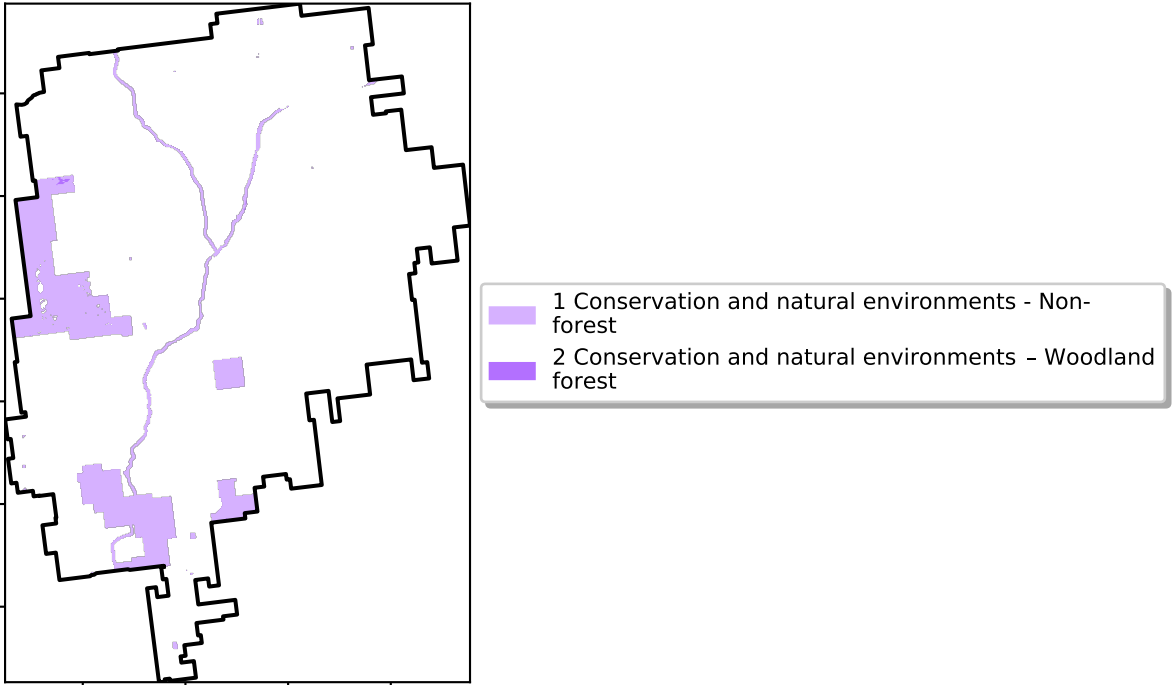 1 Conservation and natural environments - Non-
forest
2 Conservation and natural environments – Woodland
forest